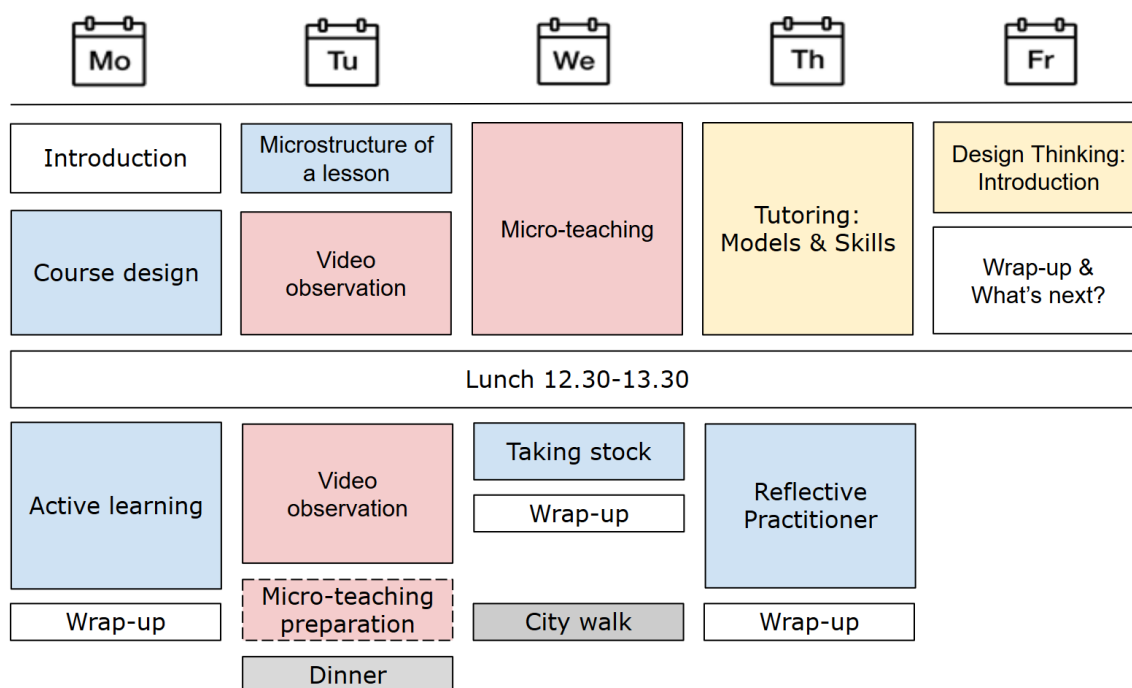 Mo
Tu
We
Th
Fr
Introduction
Microstructure of
a lesson
Micro-teaching
Tutoring:
Models & Skills
Design Thinking:
Introduction
Course design
Video
observation
Wrap-up &
What’s next?
Lunch 12.30-13.30
Active learning
Video
observation
Taking stock
Wrap-up
Reflective
Practitioner
Wrap-up
Micro-teaching
preparation
City walk
Wrap-up
Dinner